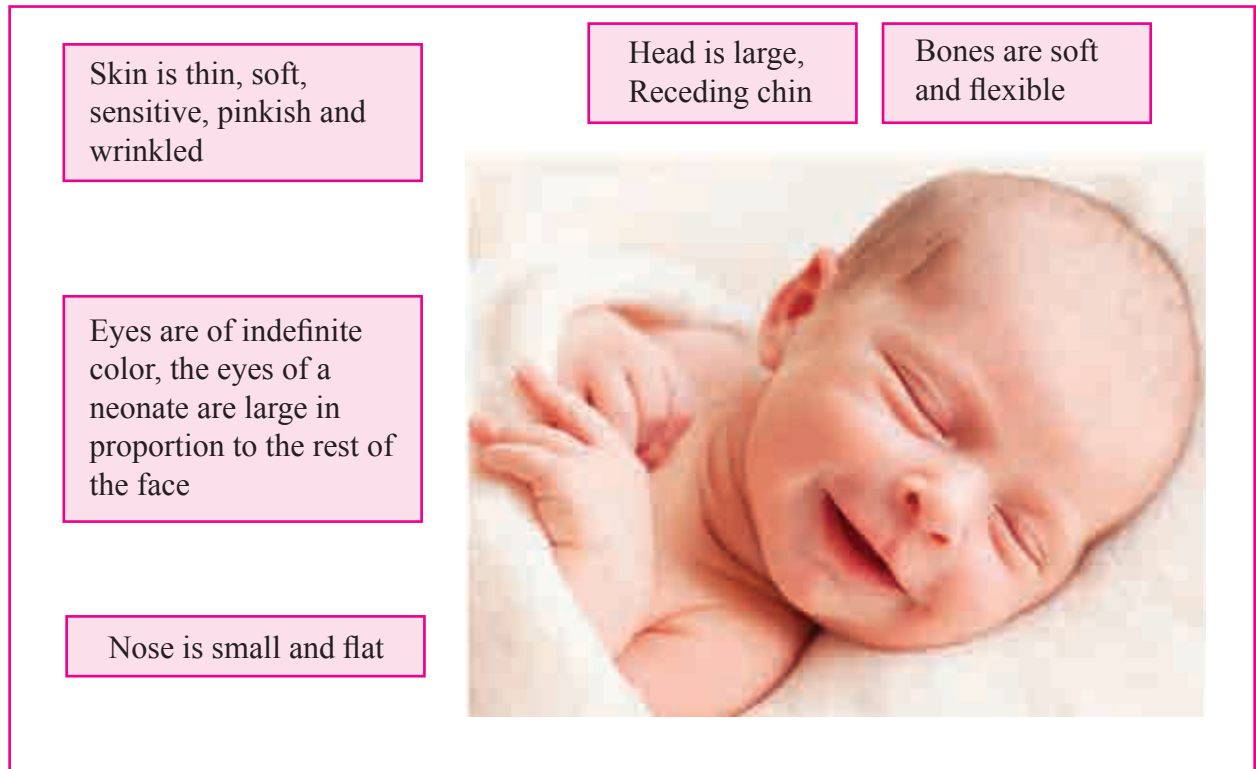 Skin is thin, soft,
sensitive, pinkish and
wrinkled
Head is large,
Receding chin
Bones are soft
and flexible
Eyes are of indefinite
color, the eyes of a
neonate are large in
proportion to the rest of
the face
Nose is small and flat